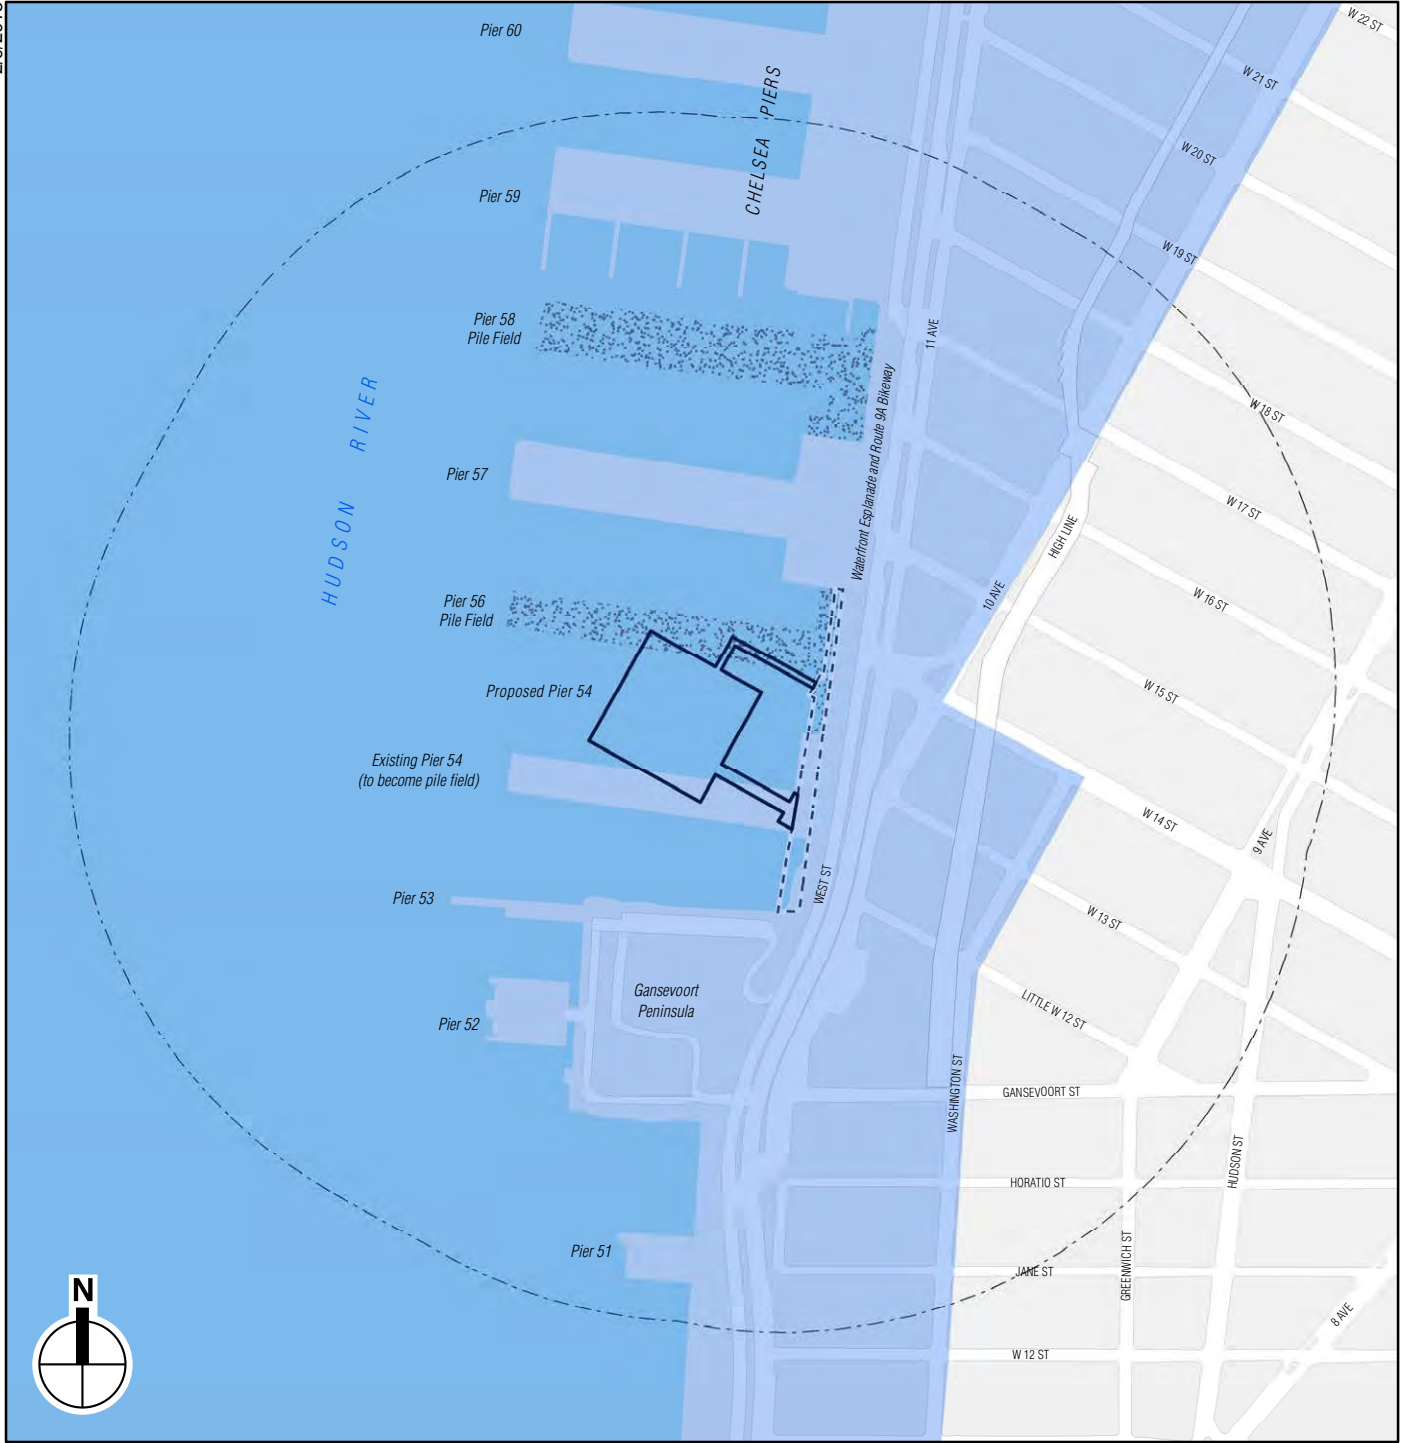 Pier 60
W 22 ST
W 21 ST
CHELSEA PIERS
W 20 ST
Pier 59
W 19 ST
Pier 58
Pile Field
11 AVE
HUDSON RIVER
Waterfront Esplanade and Route 9A Bikeway
W 18 ST
Pier 57
W 17 ST
HIGH LINE
Pier 56
Pile Field
10 AVE
W 16 ST
Proposed Pier 54
W 15 ST
Existing Pier 54
(to become pile field)
W 14 ST
9 AVE
Pier 53
WEST ST
W 13 ST
Gansevoort
Peninsula
LITTLE W 12 ST
Pier 52
WASHINGTON ST
GANSEVOORT ST
HUDSON ST
HORATIO ST
Pier 51
GREENWICH ST
JANE ST
N
8 AVE
W 12 ST